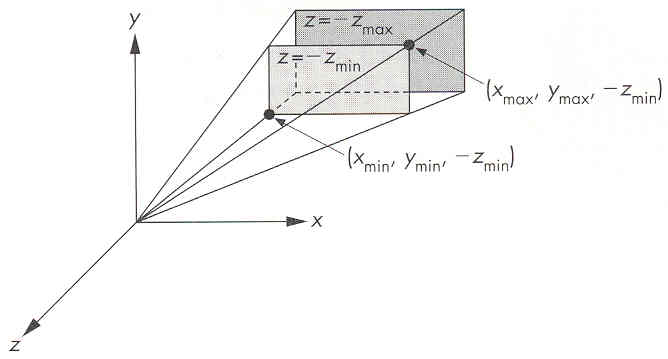 y
z = −z_max
z = −z_min
(x_max, y_max, −z_min)
(x_min, y_min, −z_min)
x
z